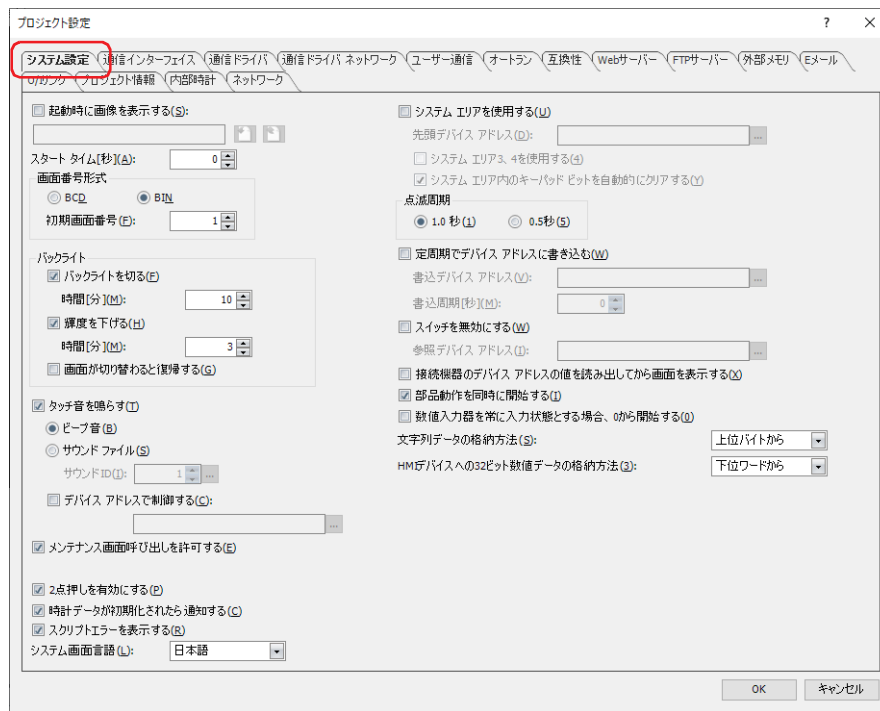 プロジェクト設定
システム設定 通信インターフェイス 通信ドライバ 通信ドライバ ネットワーク ユーザー通信 オートラン 互換性 Webサーバー FTPサーバー 外部メモリ Eメール
O/Iリンク プロジェクト情報 内部時計 ネットワーク
起動時に画像を表示する(S):
スタート タイム[秒](A): 0
画面番号形式
BCD BIN
初期画面番号(F): 1
バックライト
バックライトを切る(F)
時間[分](M): 10
輝度を下げる(H)
時間[分](M): 3
画面が切り替わると復帰する(G)
タッチ音を鳴らす(T)
ビープ音(B)
サウンド ファイル(S)
サウンドID(I): 1 ...
デバイス アドレスで制御する(C):
...
メンテナンス画面呼び出しを許可する(E)
2点押しを有効にする(P)
時計データが初期化されたら通知する(C)
スクリプトエラーを表示する(R)
システム画面言語(L): 日本語
システム エリアを使用する(U)
先頭デバイス アドレス(D): ...
システム エリア3、4を使用する(4)
システム エリア内のキーパッド ビットを自動的にクリアする(Y)
点滅周期
1.0 秒(1) 0.5秒(5)
定周期でデバイス アドレスに書き込む(W)
書込デバイス アドレス(V): ...
書込周期[秒](M): 0
スイッチを無効にする(W)
参照デバイス アドレス(I): ...
接続機器のデバイス アドレスの値を読み出してから画面を表示する(X)
部品動作を同時に開始する(I)
数値入力器を常に入力状態とする場合、0から開始する(0)
文字列データの格納方法(S): 上位バイトから
HMIデバイスへの32ビット数値データの格納方法(3): 下位ワードから
OK キャンセル